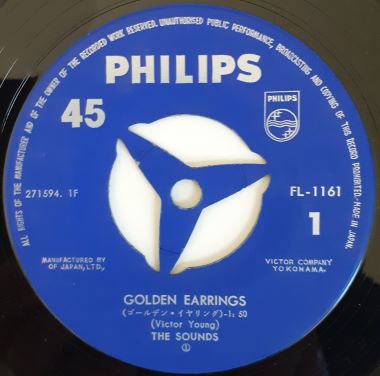 ALL RIGHTS OF THE MANUFACTURER AND OF THE OWNER OF THE RECORDED WORK RESERVED. UNAUTHORISED PUBLIC PERFORMANCE, BROADCASTING AND COPYING OF THIS RECORD PROHIBITED-MADE IN JAPAN.
PHILIPS
45
PHILIPS
271594. 1F
FL-1161
1
MANUFACTURED BY
OF JAPAN, LTD,
VICTOR COMPANY
YOKOHAMA.
GOLDEN EARRINGS
(ゴールデン・イヤリング)-1: 50
(Victor Young)
THE SOUNDS